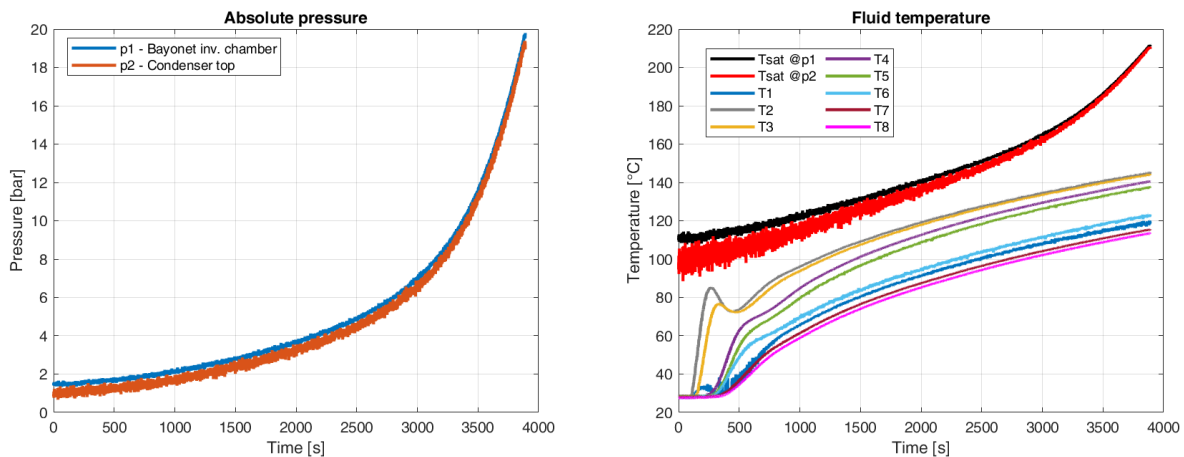 Absolute pressure
20
18
16
14
12
10
8
6
4
2
0
Pressure [bar]
p1 - Bayonet inv. chamber
p2 - Condenser top
0 500 1000 1500 2000 2500 3000 3500 4000
Time [s]
Fluid temperature
220
200
180
160
140
120
100
80
60
40
20
Temperature [°C]
Tsat @p1
Tsat @p2
T1
T2
T3
T4
T5
T6
T7
T8
0 500 1000 1500 2000 2500 3000 3500 4000
Time [s]